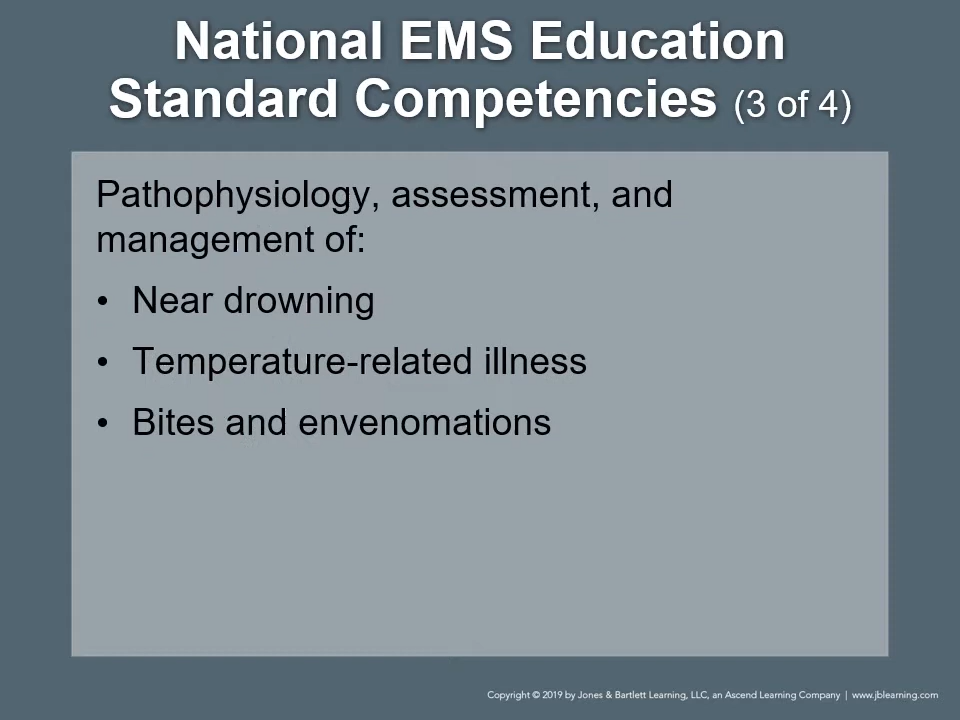 National EMS Education
Standard Competencies (3 of 4)
Pathophysiology, assessment, and
management of:
• Near drowning
• Temperature-related illness
• Bites and envenomations
Copyright © 2019 by Jones & Bartlett Learning, LLC, an Ascend Learning Company | www.jblearning.com